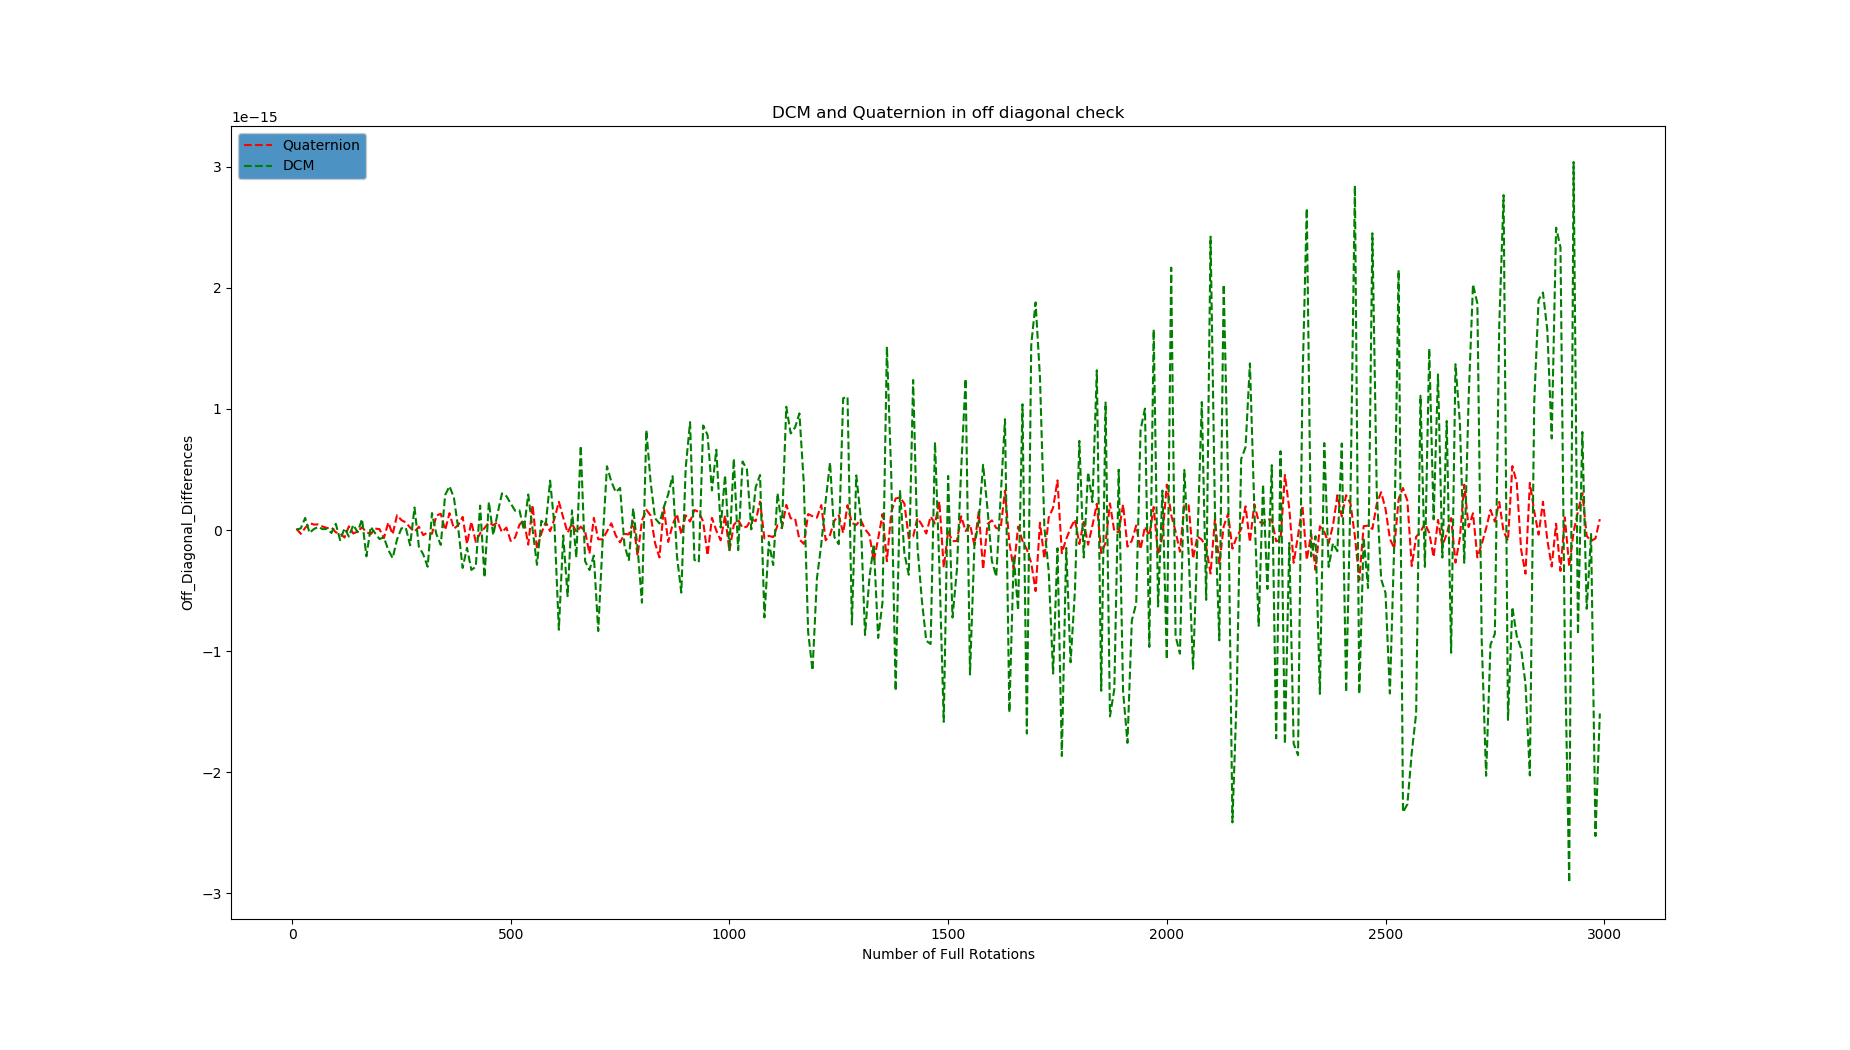 DCM and Quaternion in off diagonal check
1e−15
Quaternion
DCM
3
2
1
0
−1
−2
−3
Off_Diagonal_Differences
0 500 1000 1500 2000 2500 3000
Number of Full Rotations